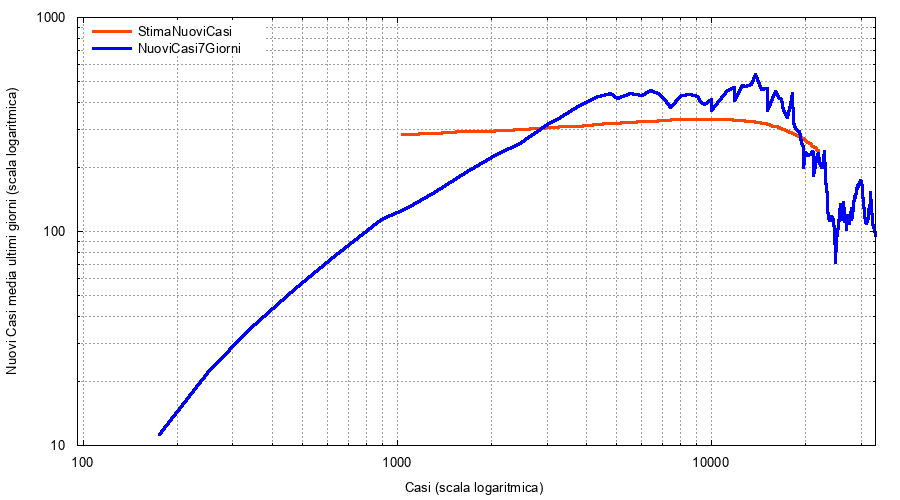 1000
StimaNuoviCasi
NuoviCasi7Giorni
Nuovi Casi media ultimi giorni (scala logaritmica)
100
10
100
1000
10000
Casi (scala logaritmica)